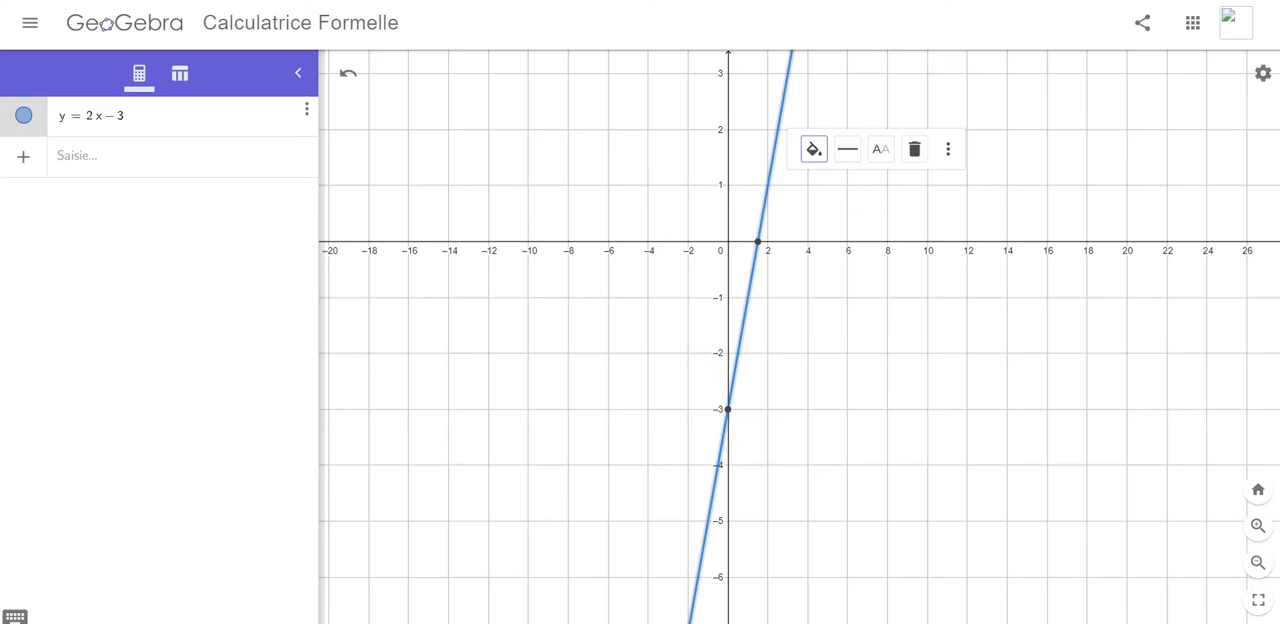 GeoGebra Calculatrice Formelle
y = 2 x − 3
Saisie...
AA
3
2
1
−20 −18 −16 −14 −12 −10 −8 −6 −4 −2 0 2 4 6 8 10 12 14 16 18 20 22 24 26
−1
−2
−3
−4
−5
−6